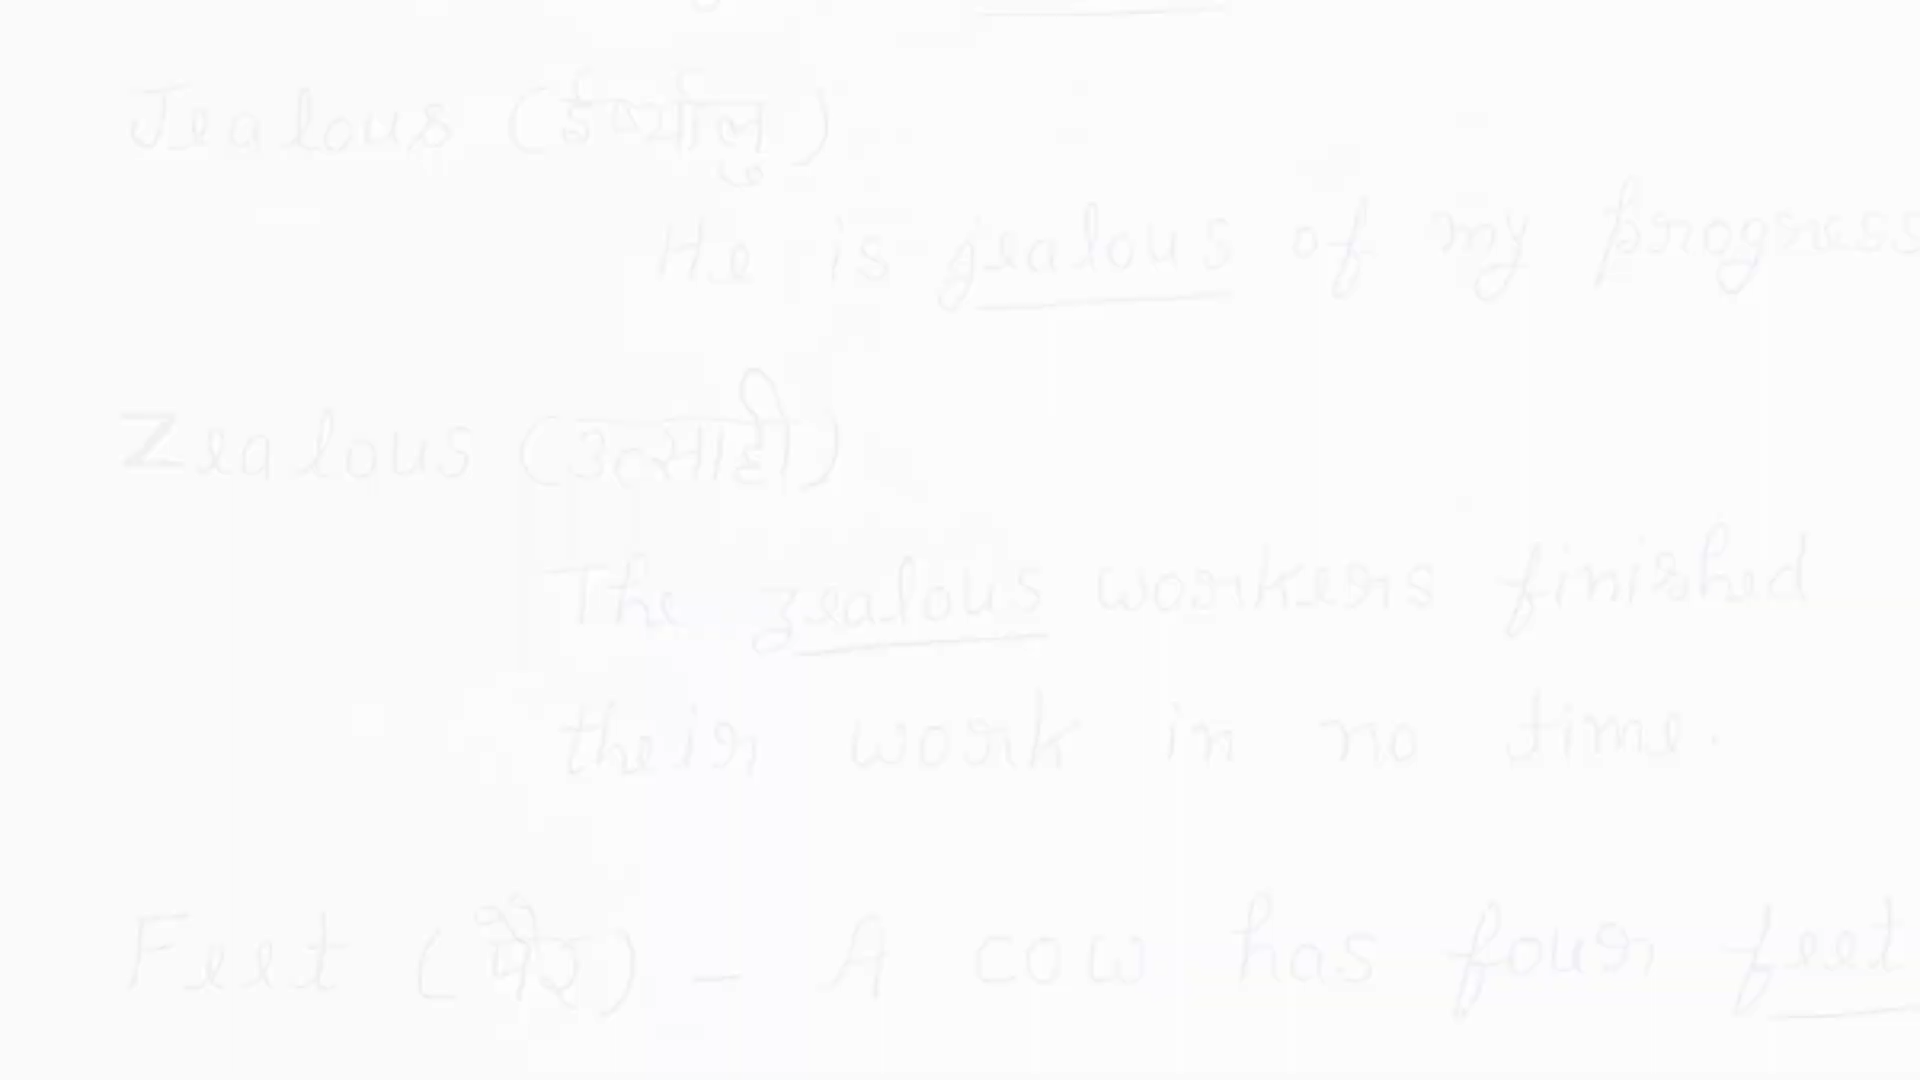 Jealous (ईर्ष्यालु)
He is jealous of my progress
Zealous (उत्साही)
The zealous workers finished
their work in no time.
Feet (पैर) - A cow has four feet